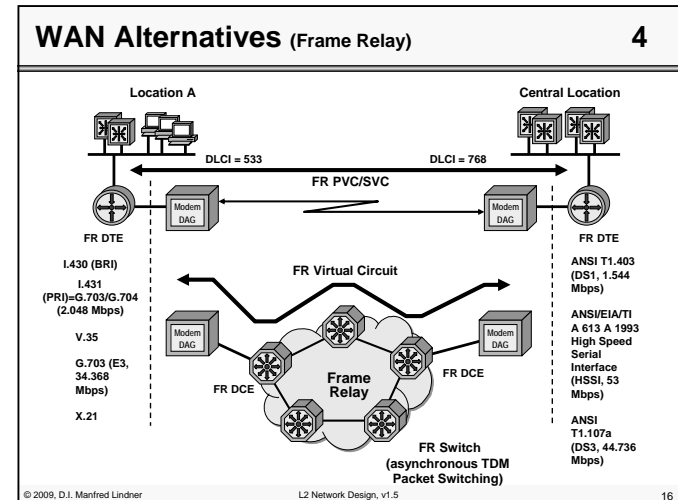 WAN Alternatives (Frame Relay) 4
Location A
Central Location
DLCI = 533
DLCI = 768
FR PVC/SVC
Modem
DAG
Modem
DAG
FR DTE
FR DTE
I.430 (BRI)
I.431
(PRI)=G.703/G.704
(2.048 Mbps)
V.35
G.703 (E3,
34.368
Mbps)
X.21
FR Virtual Circuit
Modem
DAG
Modem
DAG
FR DCE
FR DCE
Frame
Relay
FR Switch
(asynchronous TDM
Packet Switching)
ANSI T1.403
(DS1, 1.544
Mbps)
ANSI/EIA/TI
A 613 A 1993
High Speed
Serial
Interface
(HSSI, 53
Mbps)
ANSI
T1.107a
(DS3, 44.736
Mbps)
© 2009, D.I. Manfred Lindner
L2 Network Design, v1.5
16